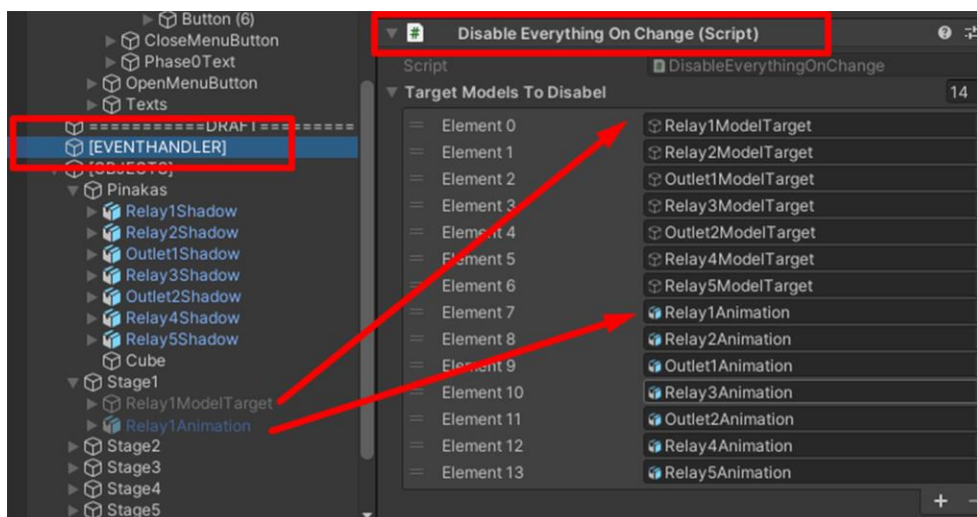 Button (6)
CloseMenuButton
Phase0Text
OpenMenuButton
Texts
===========DRAFT=========
[EVENTHANDLER]
[OBJECTS]
Pinakas
Relay1Shadow
Relay2Shadow
Outlet1Shadow
Relay3Shadow
Outlet2Shadow
Relay4Shadow
Relay5Shadow
Cube
Stage1
Relay1ModelTarget
Relay1Animation
Stage2
Stage3
Stage4
Stage5
# Disable Everything On Change (Script)
Script DisableEverythingOnChange
Target Models To Disabel 14
Element 0 Relay1ModelTarget
Element 1 Relay2ModelTarget
Element 2 Outlet1ModelTarget
Element 3 Relay3ModelTarget
Element 4 Outlet2ModelTarget
Element 5 Relay4ModelTarget
Element 6 Relay5ModelTarget
Element 7 Relay1Animation
Element 8 Relay2Animation
Element 9 Outlet1Animation
Element 10 Relay3Animation
Element 11 Outlet2Animation
Element 12 Relay4Animation
Element 13 Relay5Animation
+ -